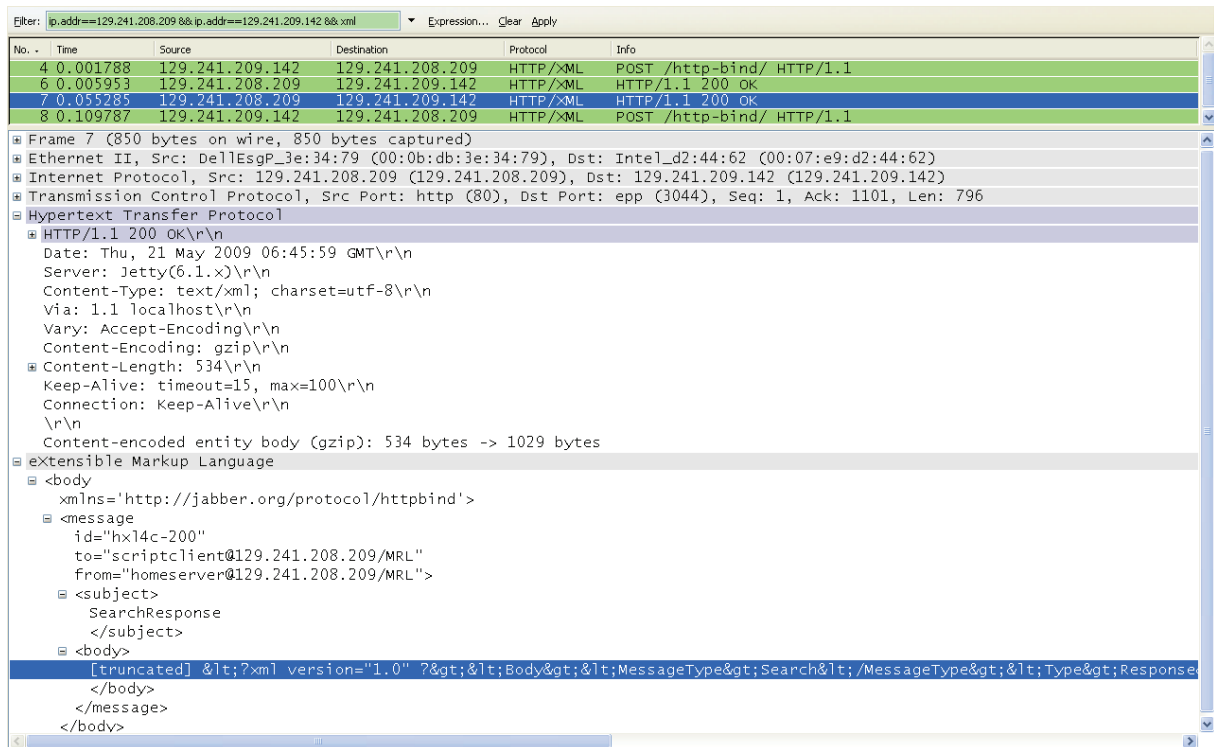 Filter: ip.addr==129.241.208.209 && ip.addr==129.241.209.142 && xml Expression... Clear Apply
No. - Time Source Destination Protocol Info
4 0.001788 129.241.209.142 129.241.208.209 HTTP/XML POST /http-bind/ HTTP/1.1
6 0.005953 129.241.208.209 129.241.209.142 HTTP/XML HTTP/1.1 200 OK
7 0.055285 129.241.208.209 129.241.209.142 HTTP/XML HTTP/1.1 200 OK
8 0.109787 129.241.209.142 129.241.208.209 HTTP/XML POST /http-bind/ HTTP/1.1
Frame 7 (850 bytes on wire, 850 bytes captured)
Ethernet II, Src: DellEsgP_3e:34:79 (00:0b:db:3e:34:79), Dst: Intel_d2:44:62 (00:07:e9:d2:44:62)
Internet Protocol, Src: 129.241.208.209 (129.241.208.209), Dst: 129.241.209.142 (129.241.209.142)
Transmission Control Protocol, Src Port: http (80), Dst Port: epp (3044), Seq: 1, Ack: 1101, Len: 796
Hypertext Transfer Protocol
HTTP/1.1 200 OK\r\n
Date: Thu, 21 May 2009 06:45:59 GMT\r\n
Server: Jetty(6.1.x)\r\n
Content-Type: text/xml; charset=utf-8\r\n
Via: 1.1 localhost\r\n
Vary: Accept-Encoding\r\n
Content-Encoding: gzip\r\n
Content-Length: 534\r\n
Keep-Alive: timeout=15, max=100\r\n
Connection: Keep-Alive\r\n
\r\n
Content-encoded entity body (gzip): 534 bytes -> 1029 bytes
eXtensible Markup Language
<body
xmlns='http://jabber.org/protocol/httpbind'>
<message
id="hxl4c-200"
to="scriptclient@129.241.208.209/MRL"
from="homeserver@129.241.208.209/MRL">
<subject>
SearchResponse
</subject>
<body>
[truncated] &lt;?xml version="1.0" ?&gt;&lt;Body&gt;&lt;MessageType&gt;Search&lt;/MessageType&gt;&lt;Type&gt;Response&
</body>
</message>
</body>